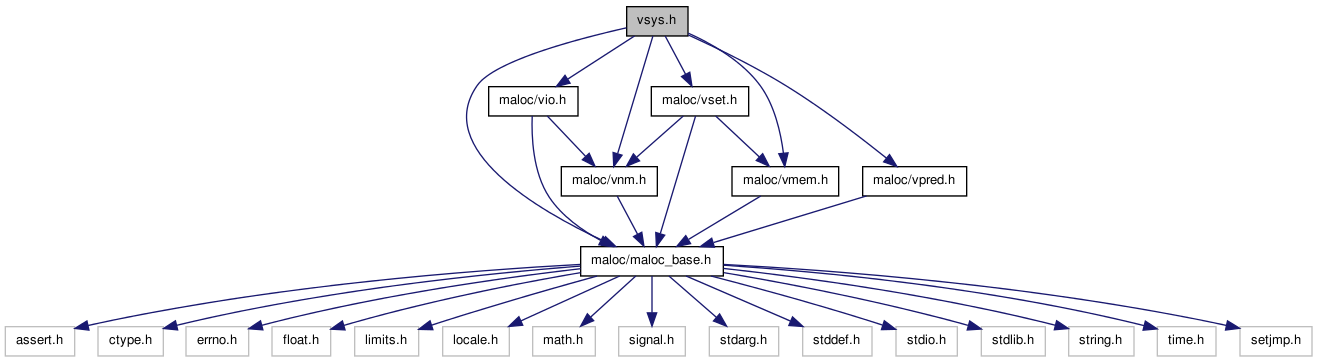 vsys.h
maloc/vio.h
maloc/vset.h
maloc/vnm.h
maloc/vmem.h
maloc/vpred.h
maloc/maloc_base.h
assert.h
ctype.h
errno.h
float.h
limits.h
locale.h
math.h
signal.h
stdarg.h
stddef.h
stdio.h
stdlib.h
string.h
time.h
setjmp.h